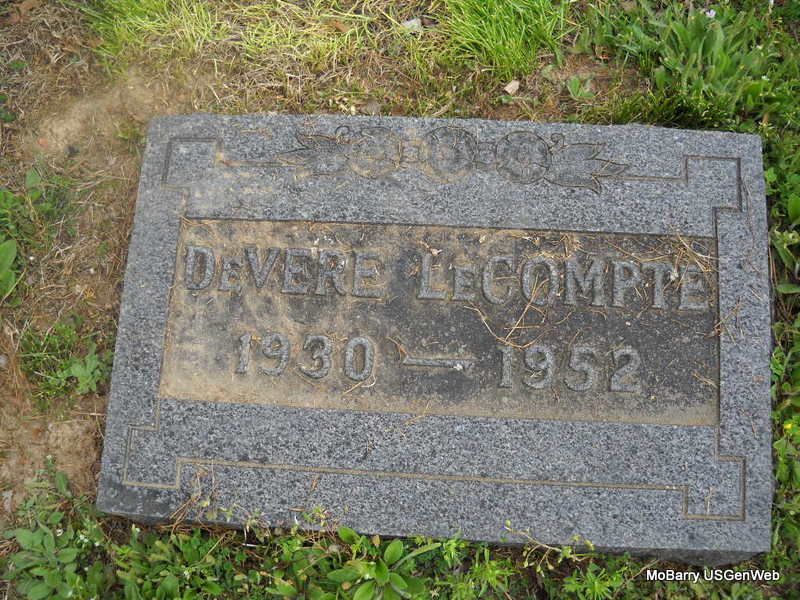 DeVERE LeCOMPTE
1930 — 1952
MoBarry USGenWeb